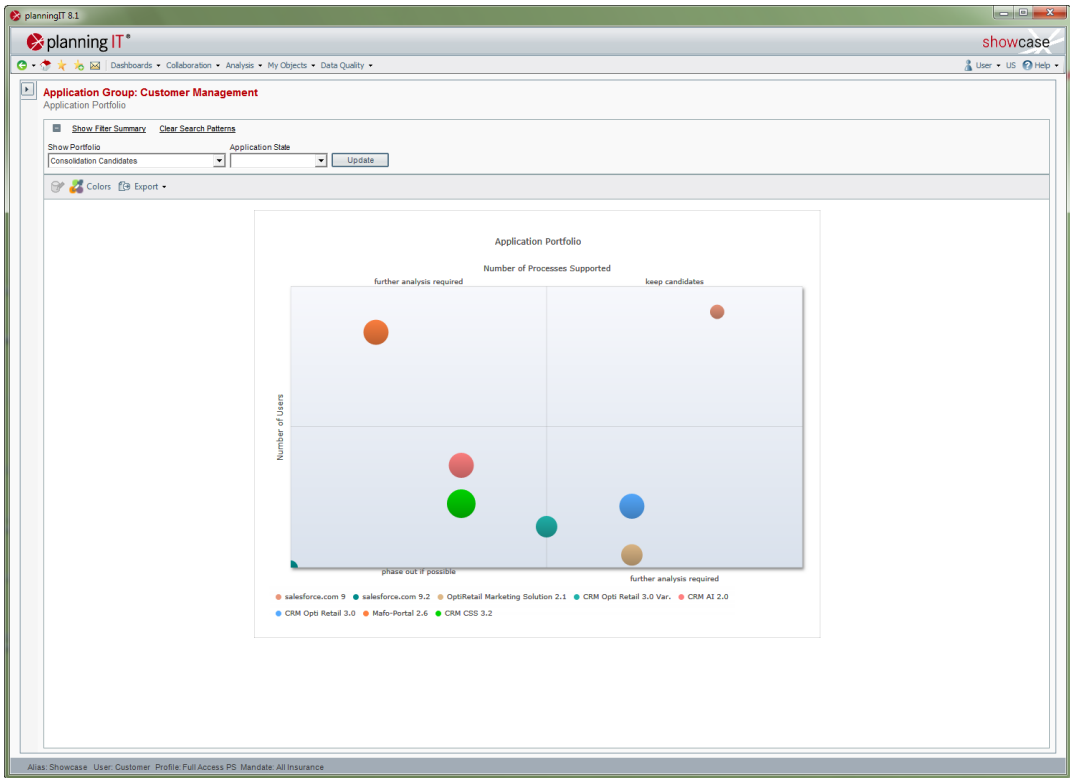 planningIT 8.1
planning IT®
showcase
Dashboards Collaboration Analysis My Objects Data Quality
User US Help
Application Group: Customer Management
Application Portfolio
Show Filter Summary Clear Search Patterns
Show Portfolio Application State
Consolidation Candidates Update
Colors Export
Application Portfolio
Number of Processes Supported
further analysis required keep candidates
Number of Users
phase out if possible
further analysis required
salesforce.com 9 salesforce.com 9.2 OptiRetail Marketing Solution 2.1 CRM Opti Retail 3.0 Var. CRM AI 2.0
CRM Opti Retail 3.0 Mafo-Portal 2.6 CRM CSS 3.2
Alias: Showcase User: Customer Profile: Full Access PS Mandate: All Insurance